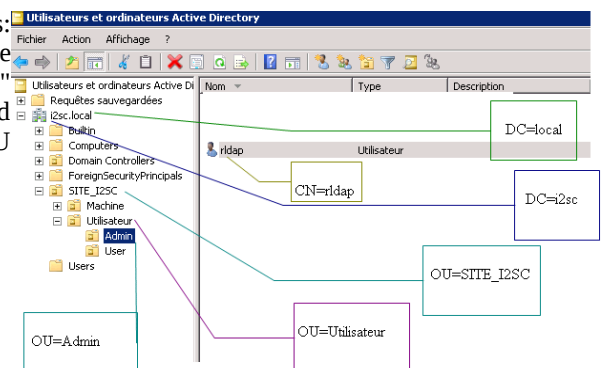 s:
Utilisateurs et ordinateurs Active Directory
Fichier Action Affichage ?
e
Utilisateurs et ordinateurs Active Di
Nom Type Description
"
Requêtes sauvegardées
d
i2sc.local
Builtin
U
Computers
Domain Controllers
ForeignSecurityPrincipals
SITE_I2SC
Machine
Utilisateur
Admin
User
Users
rldap Utilisateur
DC=local
CN=rldap
DC=i2sc
OU=SITE_I2SC
OU=Utilisateur
OU=Admin